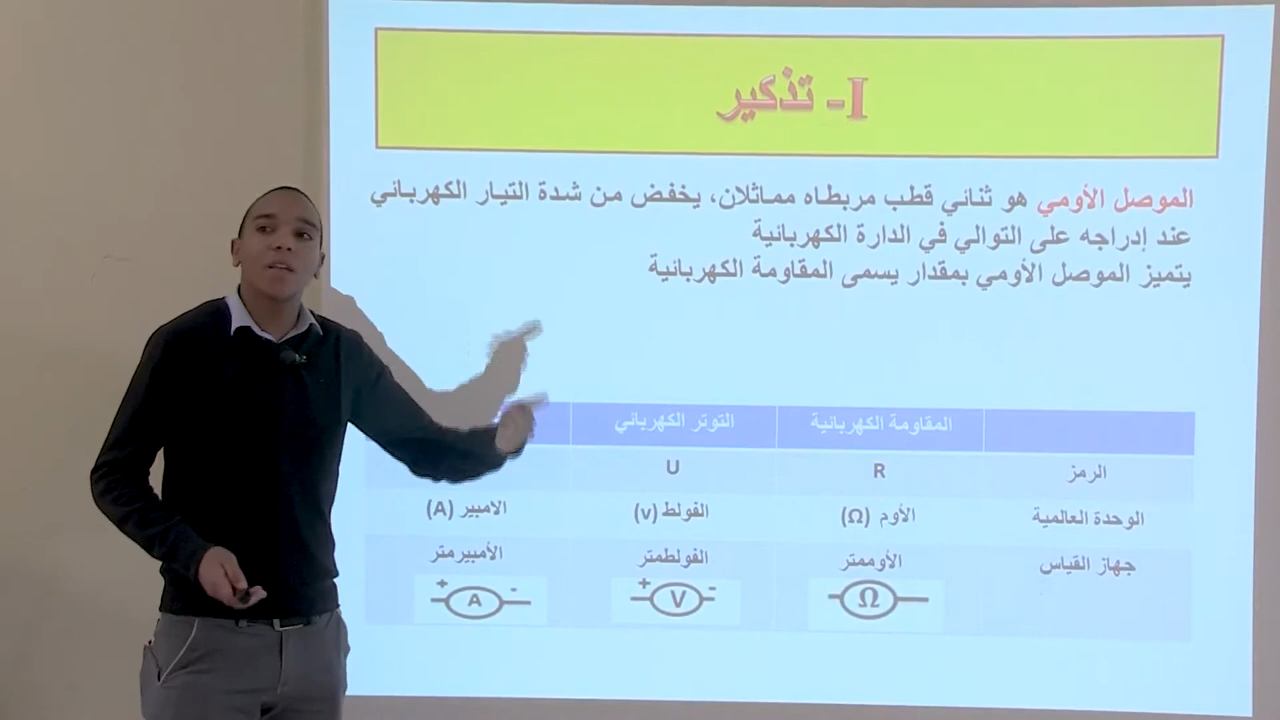 I- تذكير
الموصل الأومي هو ثنائي قطب مربطاه مماثلان، يخفض من شدة التيار الكهربائي
عند إدراجه على التوالي في الدارة الكهربائية
يتميز الموصل الأومي بمقدار يسمى المقاومة الكهربائية
المقاومة الكهربائية التوتر الكهربائي
الرمز R U
الوحدة العالمية الأوم (Ω) الفولط (v) الامبير (A)
جهاز القياس الأوممتر الفولطمتر الأمبيرمتر
Ω + V - + A -